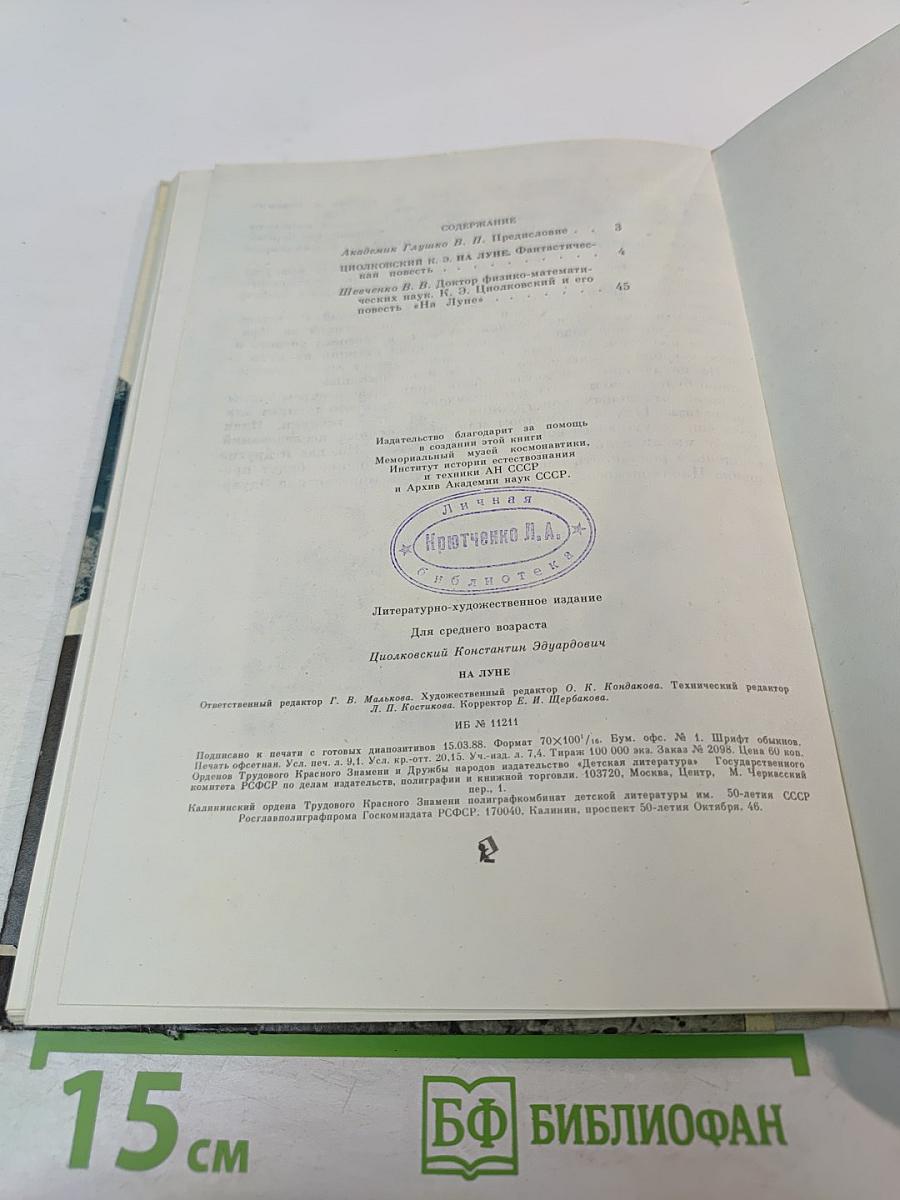 СОДЕРЖАНИЕ
Академик Глушко В. П. Предисловие . . 3
ЦИОЛКОВСКИЙ К. Э. НА ЛУНЕ. Фантастичес-
кая повесть . . . . . . . . . . 4
Шевченко В. В. Доктор физико-математи-
ческих наук. К. Э. Циолковский и его
повесть «На Луне» . . . . . . . 45
Издательство благодарит за помощь
в создании этой книги
Мемориальный музей космонавтики,
Институт истории естествознания
и техники АН СССР
и Архив Академии наук СССР.
Личная
Крютченко Л.А.
библиотека
Литературно-художественное издание
Для среднего возраста
Циолковский Константин Эдуардович
НА ЛУНЕ
Ответственный редактор Г. В. Малькова. Художественный редактор О. К. Кондакова. Технический редактор
Л. П. Костикова. Корректор Е. И. Щербакова.
ИБ № 11211
Подписано к печати с готовых диапозитивов 15.03.88. Формат 70×100¹/₁₆. Бум. офс. № 1. Шрифт обыкнов.
Печать офсетная. Усл. печ. л. 9,1. Усл. кр.-отт. 20,15. Уч.-изд. л. 7,4. Тираж 100 000 экз. Заказ № 2098. Цена 60 коп.
Орденов Трудового Красного Знамени и Дружбы народов издательство «Детская литература» Государственного
комитета РСФСР по делам издательств, полиграфии и книжной торговли. 103720, Москва, Центр, М. Черкасский
пер., 1.
Калининский ордена Трудового Красного Знамени полиграфкомбинат детской литературы им. 50-летия СССР
Росглавполиграфпрома Госкомиздата РСФСР. 170040, Калинин, проспект 50-летия Октября, 46.
15 см
БФ БИБЛИОФАН